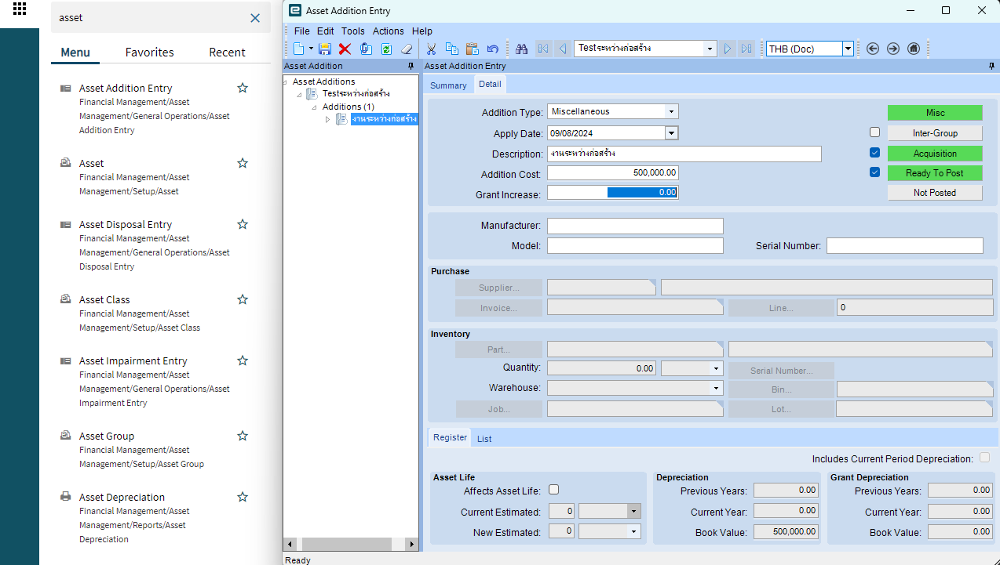 asset
Menu
Favorites
Recent
Asset Addition Entry
Financial Management/Asset
Management/General Operations/Asset
Addition Entry
Asset
Financial Management/Asset
Management/Setup/Asset
Asset Disposal Entry
Financial Management/Asset
Management/General Operations/Asset
Disposal Entry
Asset Class
Financial Management/Asset
Management/Setup/Asset Class
Asset Impairment Entry
Financial Management/Asset
Management/General Operations/Asset
Impairment Entry
Asset Group
Financial Management/Asset
Management/Setup/Asset Group
Asset Depreciation
Financial Management/Asset
Management/Reports/Asset
Depreciation
Asset Addition Entry
File Edit Tools Actions Help
Testระหว่างก่อสร้าง
THB (Doc)
Asset Addition
Asset Additions
Testระหว่างก่อสร้าง
Additions (1)
งานระหว่างก่อสร้าง
Ready
Asset Addition Entry
Summary Detail
Addition Type: Miscellaneous Misc
Apply Date: 09/08/2024 Inter-Group
Description: งานระหว่างก่อสร้าง Acquisition
Addition Cost: 500,000.00 Ready To Post
Grant Increase: 0.00 Not Posted
Manufacturer:
Model: Serial Number:
Purchase
Supplier...
Invoice... Line... 0
Inventory
Part...
Quantity: 0.00 Serial Number...
Warehouse: Bin...
Job... Lot...
Register List
Includes Current Period Depreciation:
Asset Life
Affects Asset Life:
Current Estimated: 0
New Estimated: 0
Depreciation
Previous Years: 0.00
Current Year: 0.00
Book Value: 500,000.00
Grant Depreciation
Previous Years: 0.00
Current Year: 0.00
Book Value: 0.00